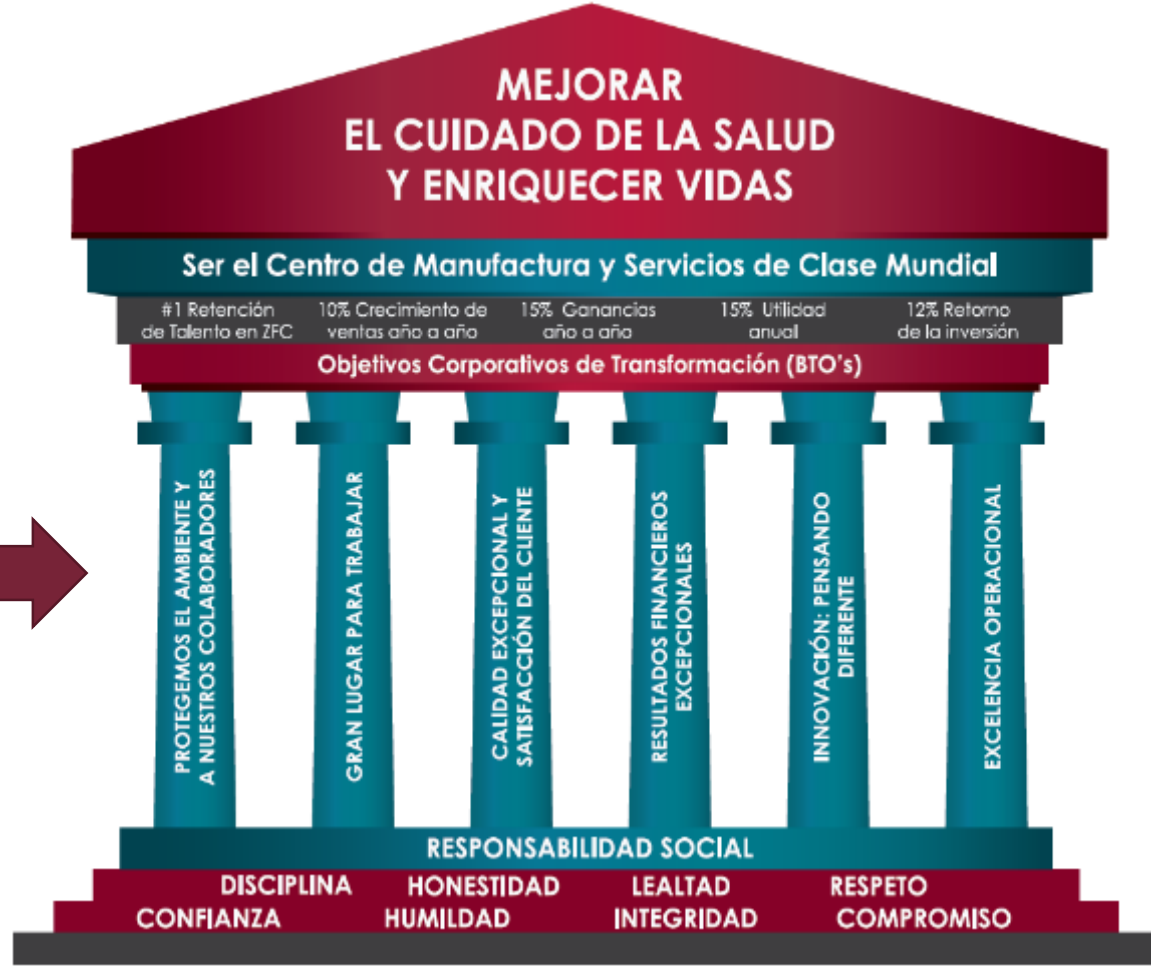 MEJORAR
EL CUIDADO DE LA SALUD
Y ENRIQUECER VIDAS
Ser el Centro de Manufactura y Servicios de Clase Mundial
#1 Retención
de Talento en ZFC
10% Crecimiento de
ventas año a año
15% Ganancias
año a año
15% Utilidad
anual
12% Retorno
de la inversión
Objetivos Corporativos de Transformación (BTO's)
PROTEGEMOS EL AMBIENTE Y
A NUESTROS COLABORADORES
GRAN LUGAR PARA TRABAJAR
CALIDAD EXCEPCIONAL Y
SATISFACCIÓN DEL CLIENTE
RESULTADOS FINANCIEROS
EXCEPCIONALES
INNOVACIÓN: PENSANDO
DIFERENTE
EXCELENCIA OPERACIONAL
RESPONSABILIDAD SOCIAL
DISCIPLINA HONESTIDAD LEALTAD RESPETO
CONFIANZA HUMILDAD INTEGRIDAD COMPROMISO